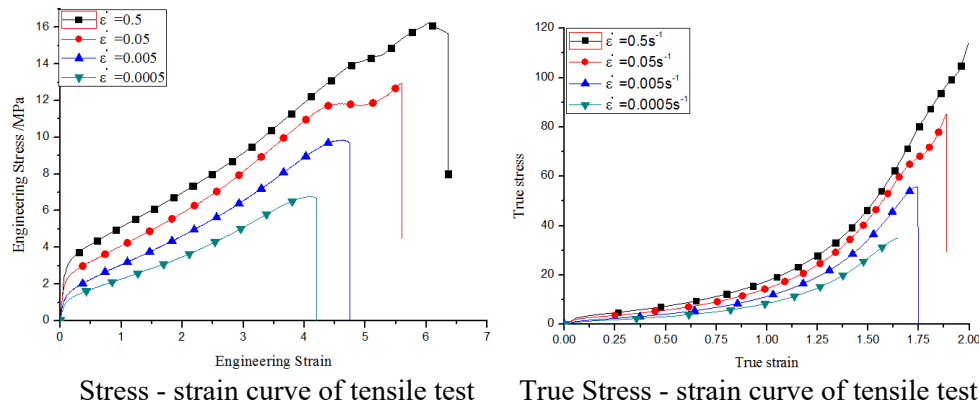 ε̇ =0.5
ε̇ =0.05
ε̇ =0.005
ε̇ =0.0005
Engineering Stress /MPa
16
14
12
10
8
6
4
2
0
0 1 2 3 4 5 6 7
Engineering Strain
Stress - strain curve of tensile test
ε̇ =0.5s⁻¹
ε̇ =0.05s⁻¹
ε̇ =0.005s⁻¹
ε̇ =0.0005s⁻¹
True stress
120
100
80
60
40
20
0
0.00 0.25 0.50 0.75 1.00 1.25 1.50 1.75 2.00
True strain
True Stress - strain curve of tensile test